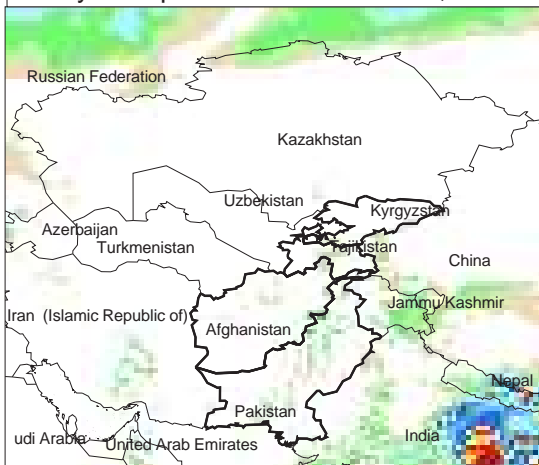 Russian Federation
Kazakhstan
Uzbekistan
Kyrgyzstan
Azerbaijan
Turkmenistan
Tajikistan
China
Jammu Kashmir
Iran (Islamic Republic of)
Afghanistan
Nepal
Pakistan
India
udi Arabia
United Arab Emirates